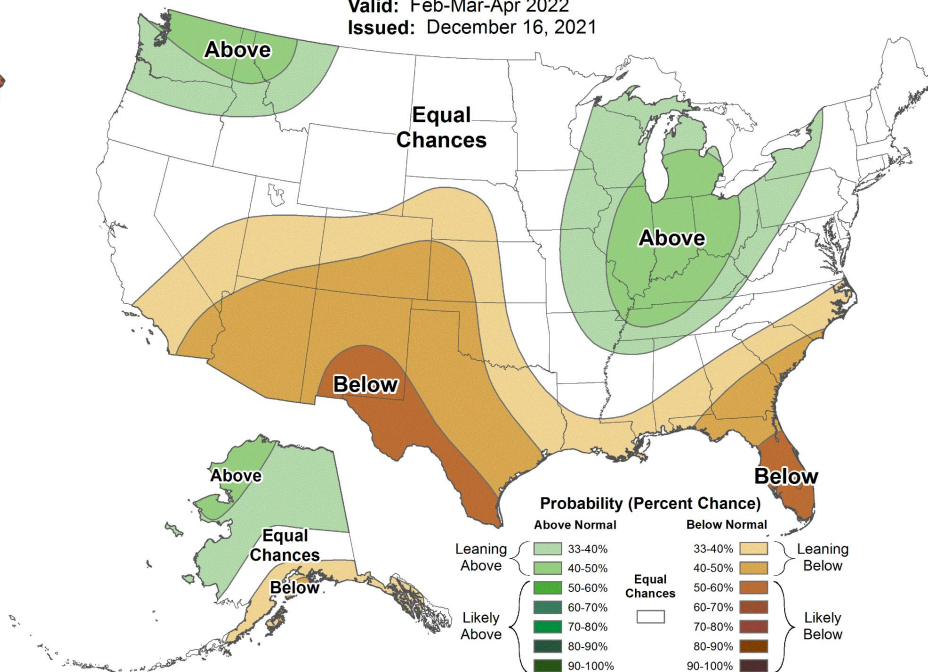 Valid: Feb-Mar-Apr 2022
Issued: December 16, 2021
Above
Equal
Chances
Above
Below
Below
Above
Equal
Chances
Below
Probability (Percent Chance)
Above Normal
Below Normal
Leaning
Above
33-40%
40-50%
Likely
Above
50-60%
60-70%
70-80%
80-90%
90-100%
Equal
Chances
33-40%
40-50%
Leaning
Below
50-60%
60-70%
70-80%
80-90%
90-100%
Likely
Below